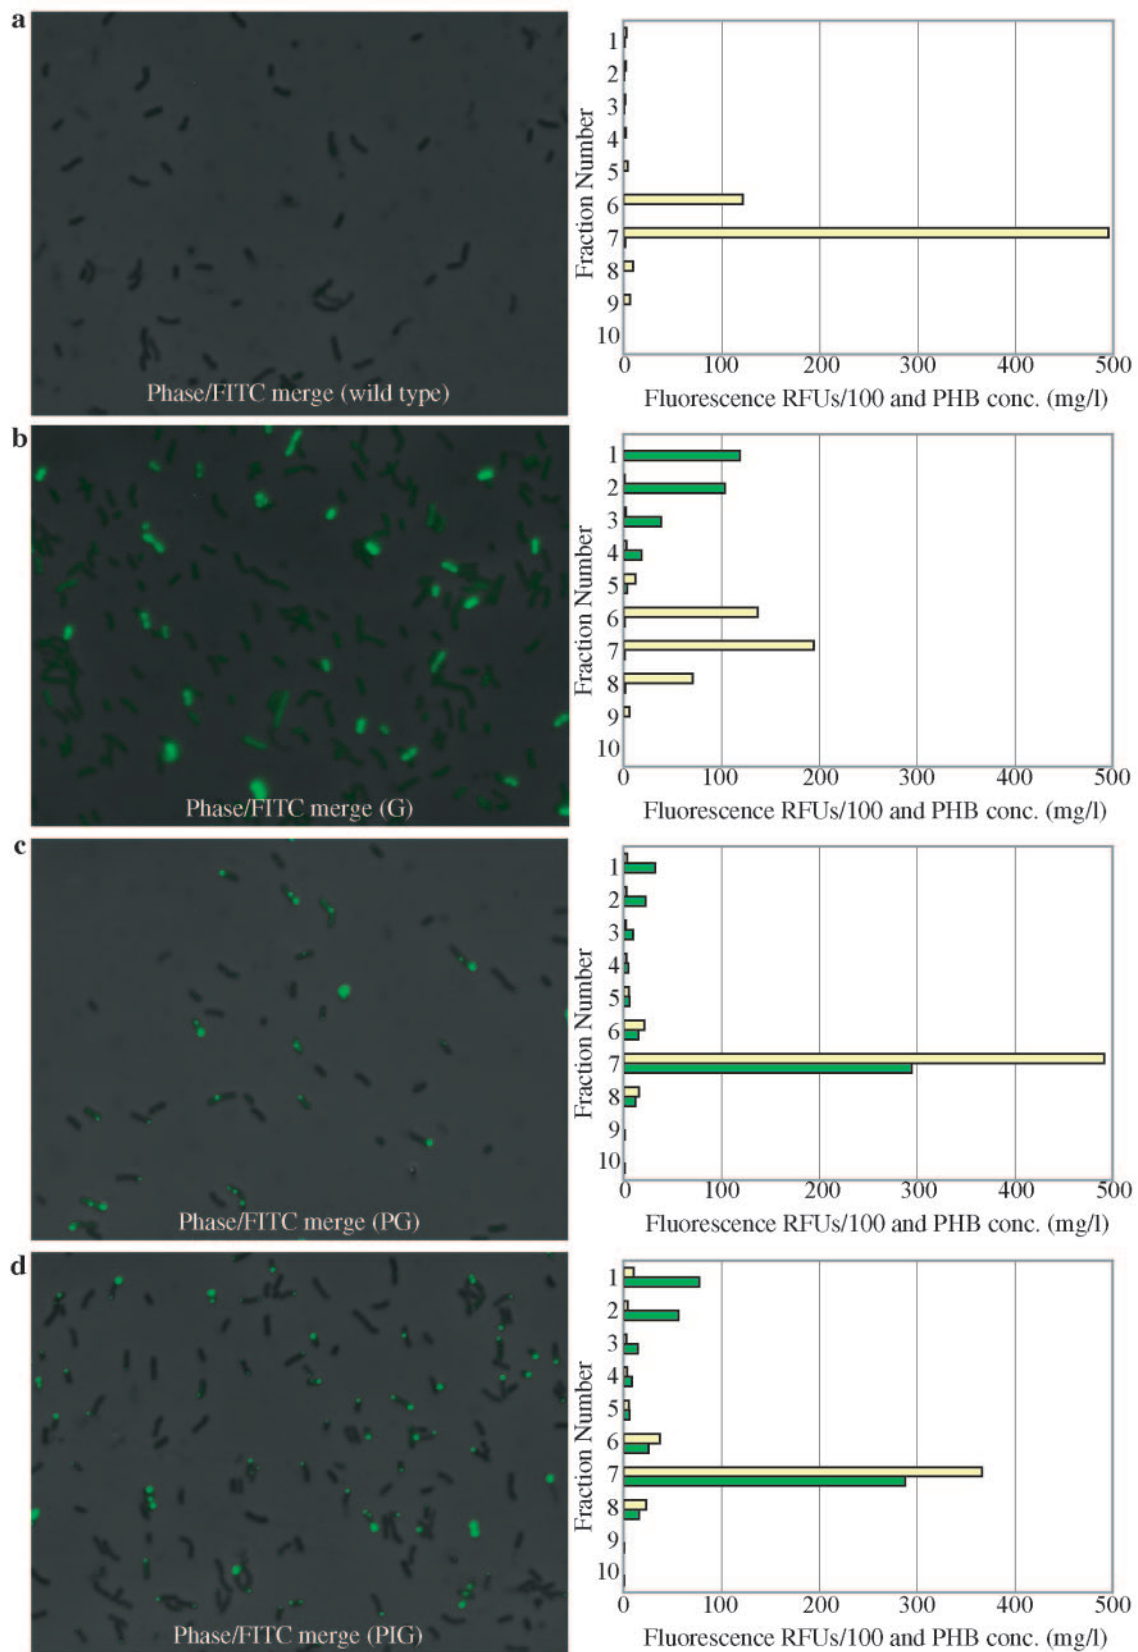 a
Phase/FITC merge (wild type)
Fraction Number
1
2
3
4
5
6
7
8
9
10
0 100 200 300 400 500
Fluorescence RFUs/100 and PHB conc. (mg/l)
b
Phase/FITC merge (G)
Fraction Number
1
2
3
4
5
6
7
8
9
10
0 100 200 300 400 500
Fluorescence RFUs/100 and PHB conc. (mg/l)
c
Phase/FITC merge (PG)
Fraction Number
1
2
3
4
5
6
7
8
9
10
0 100 200 300 400 500
Fluorescence RFUs/100 and PHB conc. (mg/l)
d
Phase/FITC merge (PIG)
Fraction Number
1
2
3
4
5
6
7
8
9
10
0 100 200 300 400 500
Fluorescence RFUs/100 and PHB conc. (mg/l)